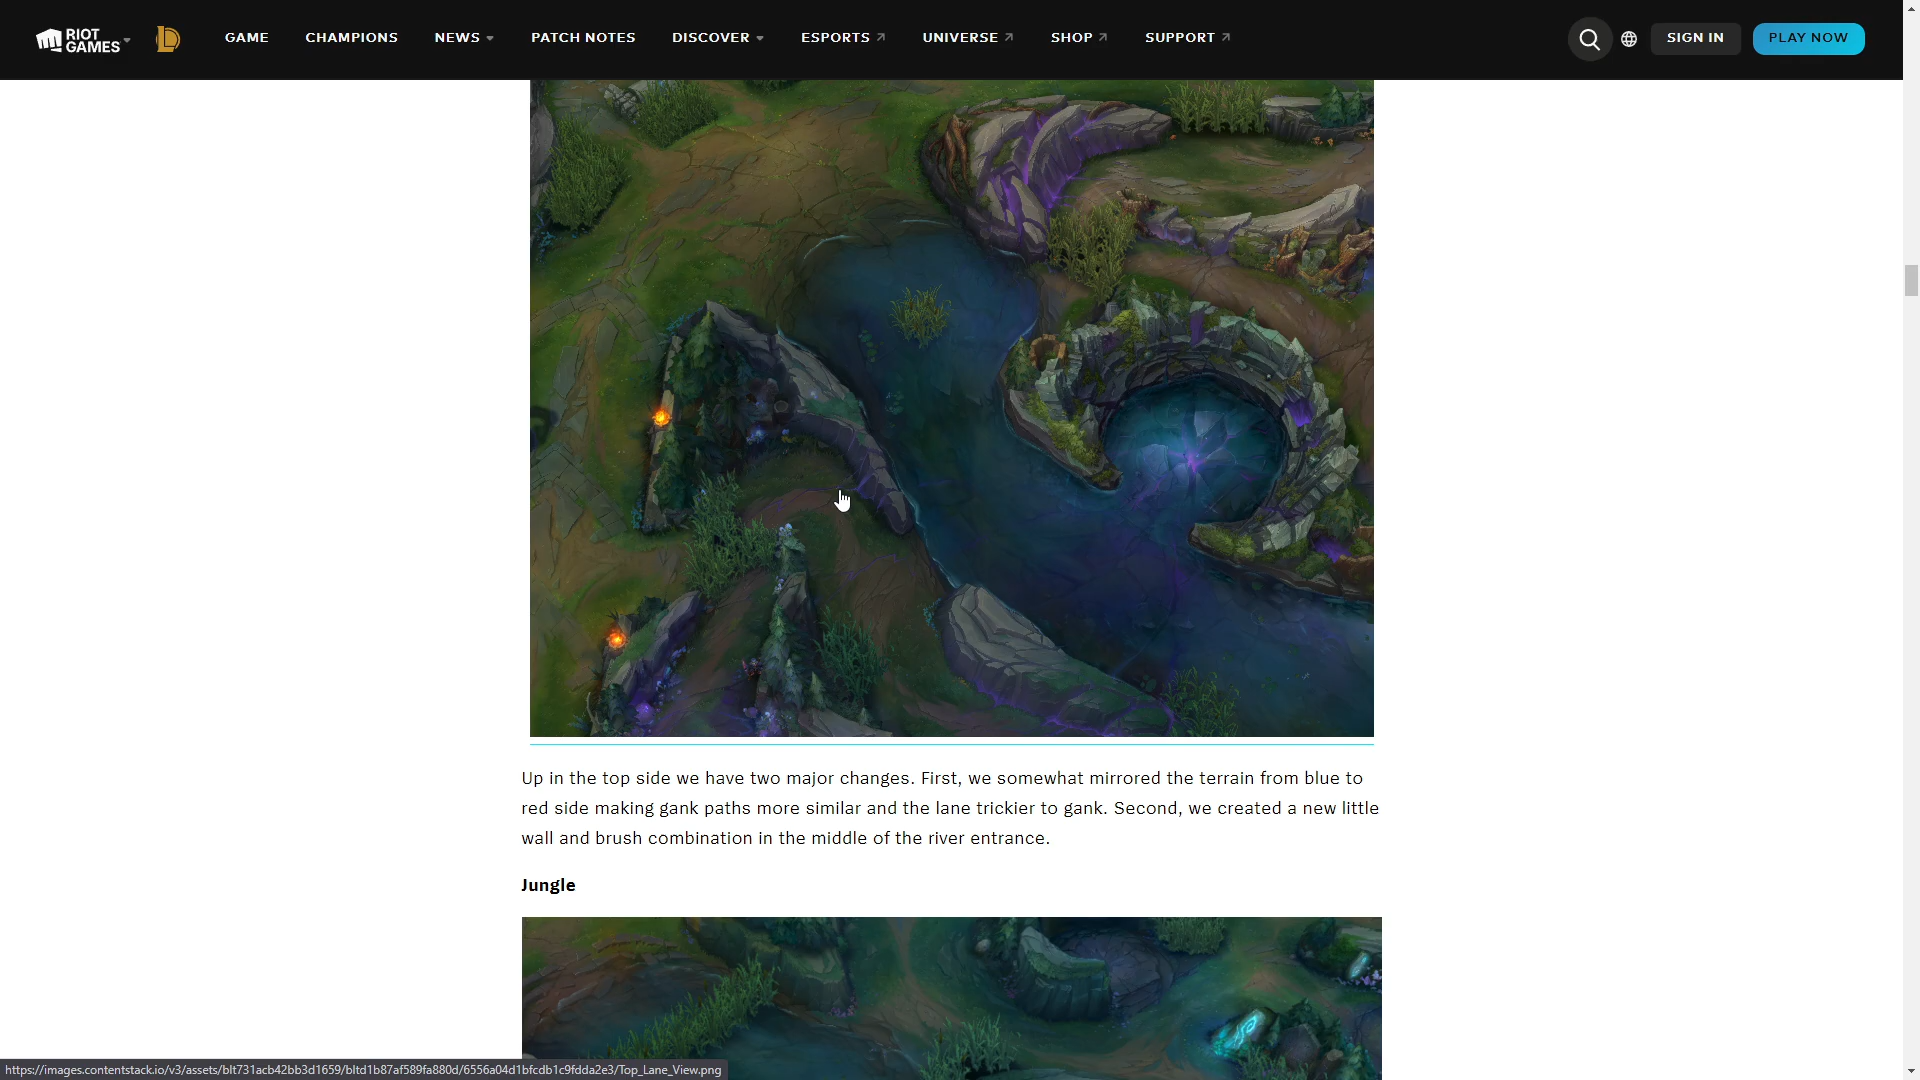 RIOT GAMES
GAME CHAMPIONS NEWS PATCH NOTES DISCOVER ESPORTS UNIVERSE SHOP SUPPORT SIGN IN PLAY NOW
Up in the top side we have two major changes. First, we somewhat mirrored the terrain from blue to
red side making gank paths more similar and the lane trickier to gank. Second, we created a new little
wall and brush combination in the middle of the river entrance.
Jungle
https://images.contentstack.io/v3/assets/blt731acb42bb3d1659/bltd1b87af589fa880d/6556a04d1bfcdb1c9fdda2e3/Top_Lane_View.png